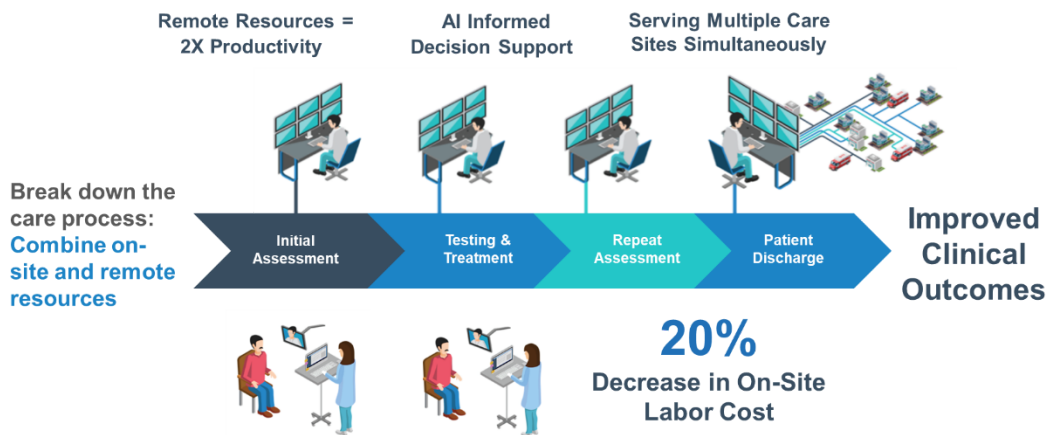 Remote Resources =
2X Productivity
AI Informed
Decision Support
Serving Multiple Care
Sites Simultaneously
Break down the
care process:
Combine on-
site and remote
resources
Initial
Assessment
Testing &
Treatment
Repeat
Assessment
Patient
Discharge
Improved
Clinical
Outcomes
20%
Decrease in On-Site
Labor Cost